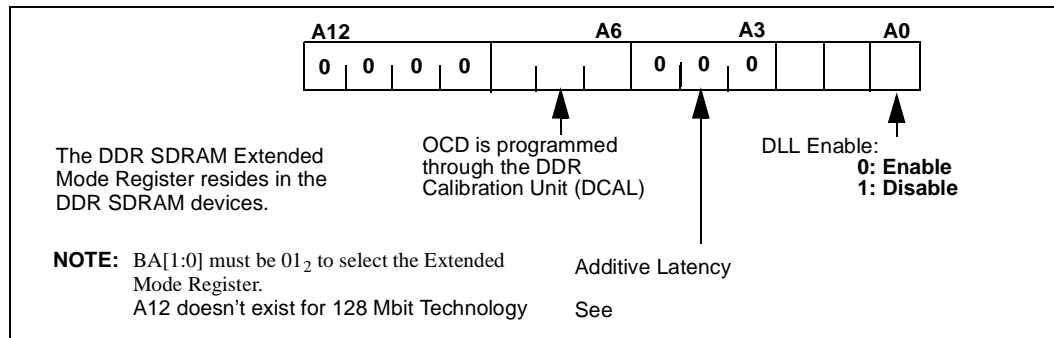 A12 A6 A3 A0
0 0 0 0 0 0 0
The DDR SDRAM Extended
Mode Register resides in the
DDR SDRAM devices.
OCD is programmed
through the DDR
Calibration Unit (DCAL)
DLL Enable:
0: Enable
1: Disable
NOTE: BA[1:0] must be 01₂ to select the Extended
Mode Register.
A12 doesn't exist for 128 Mbit Technology
Additive Latency
See